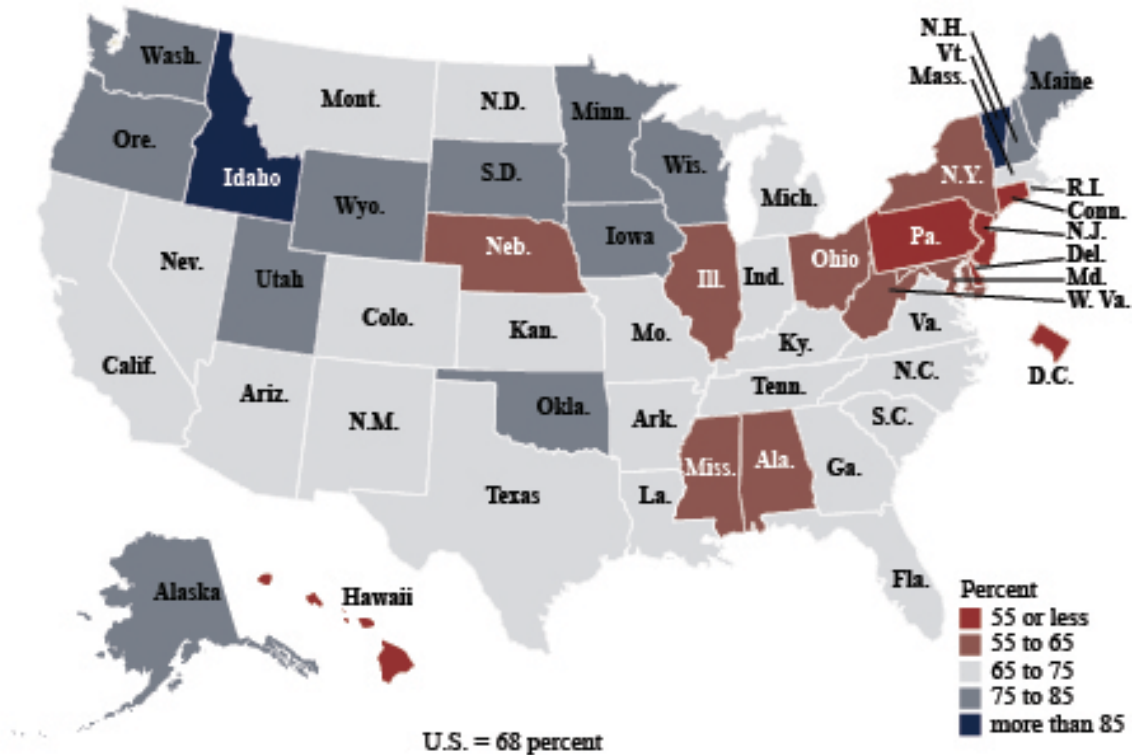 N.H.
Vt.
Mass.
Wash.
Maine
Mont.
N.D.
Minn.
Ore.
Idaho
S.D.
Wis.
N.Y.
R.I.
Conn.
Wyo.
Mich.
N.J.
Neb.
Iowa
Pa.
Del.
Nev.
Utah
Ill.
Ind.
Ohio
Md.
W. Va.
Colo.
Kan.
Mo.
Va.
Calif.
Ky.
D.C.
Ariz.
N.M.
Okla.
Ark.
Tenn.
N.C.
S.C.
Miss.
Ala.
Ga.
Texas
La.
Fla.
Alaska
Hawaii
Percent
55 or less
55 to 65
65 to 75
75 to 85
more than 85
U.S. = 68 percent